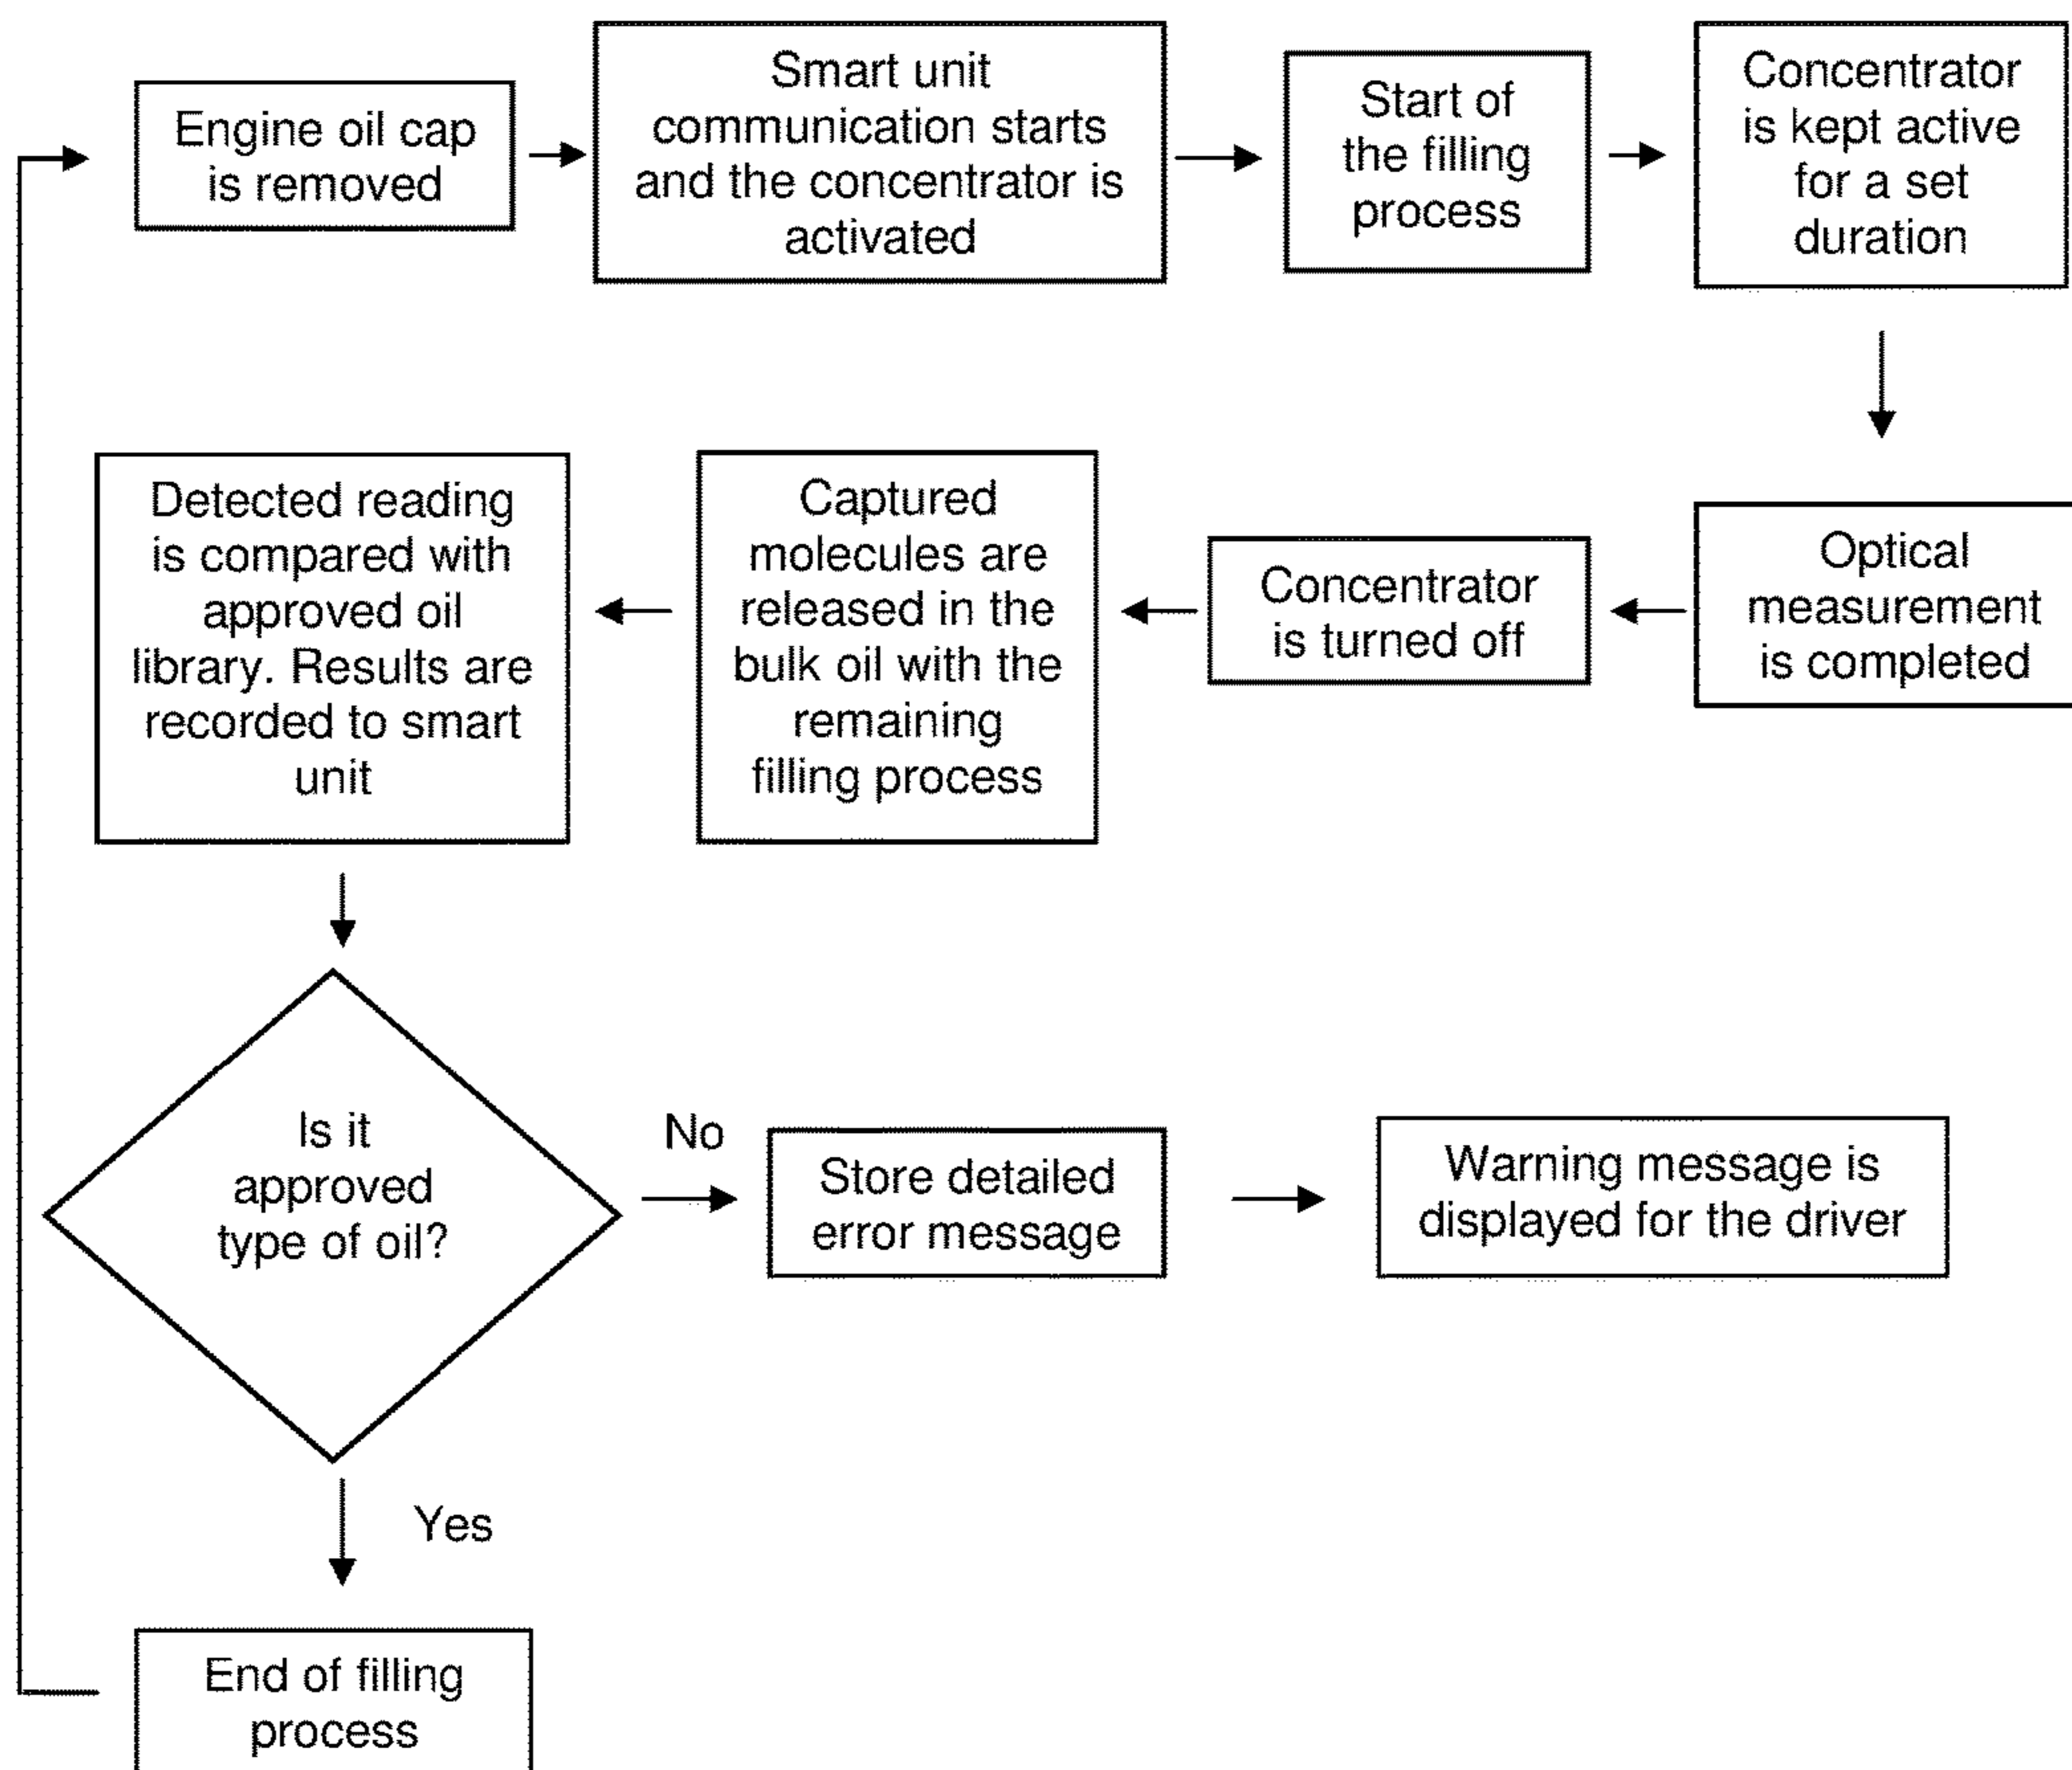 Engine oil cap
is removed
Smart unit
communication starts
and the concentrator is
activated
Start of
the filling
process
Concentrator
is kept active
for a set
duration
Optical
measurement
is completed
Concentrator
is turned off
Captured
molecules are
released in the
bulk oil with the
remaining
filling process
Detected reading
is compared with
approved oil
library. Results are
recorded to smart
unit
Is it
approved
type of oil?
No
Store detailed
error message
Warning message is
displayed for the driver
Yes
End of filling
process